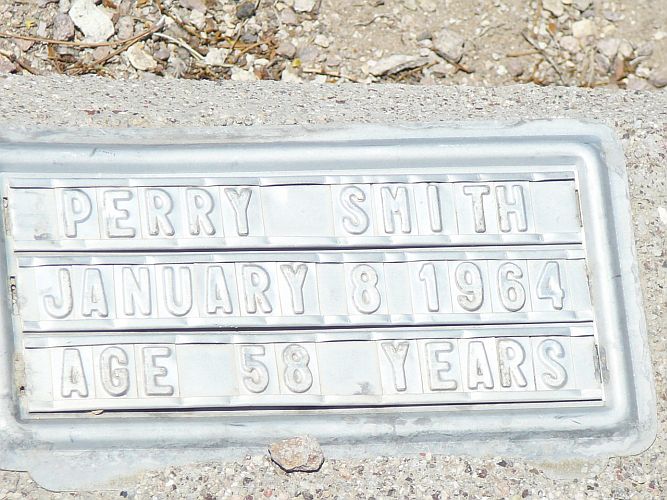 PERRY SMITH
JANUARY 8 1964
AGE 58 YEARS